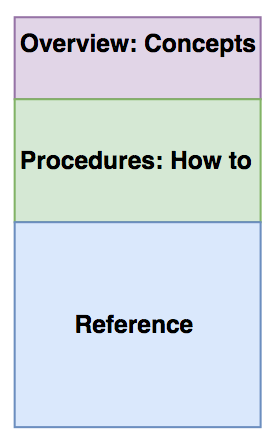 Overview: Concepts
Procedures: How to
Reference